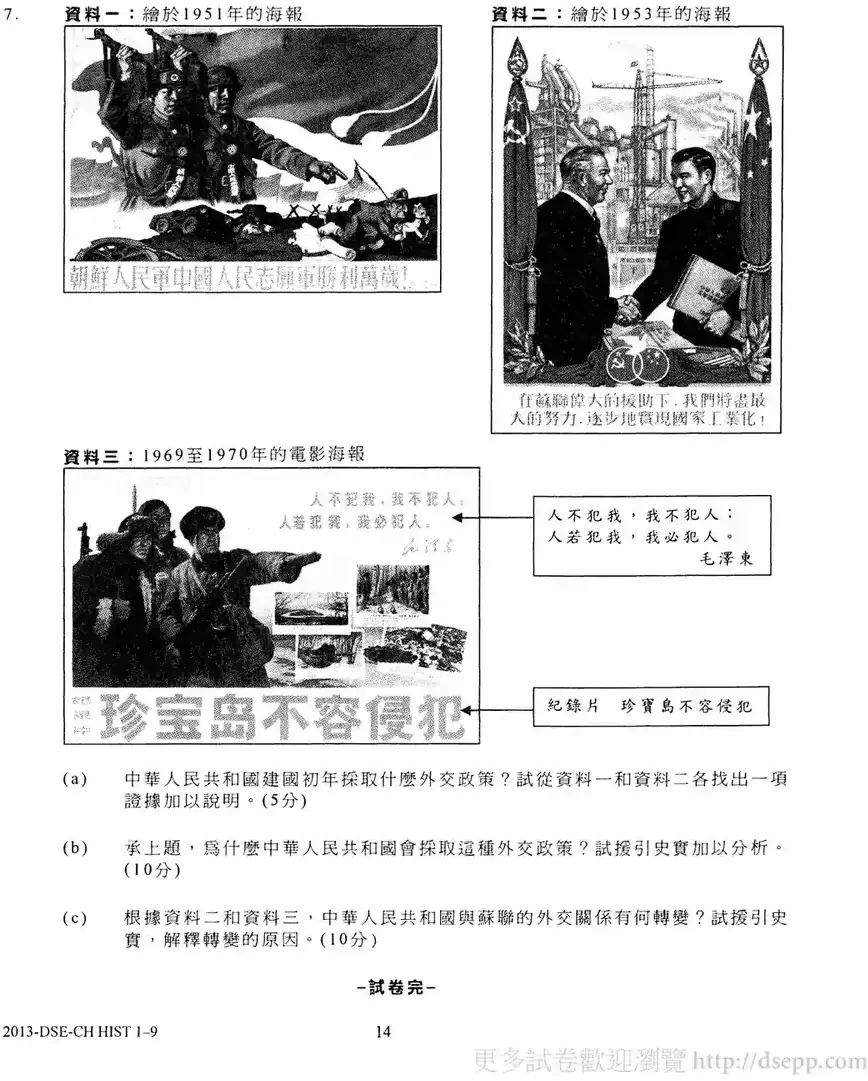 7.
資料一：繪於1951年的海報
資料二：繪於1953年的海報
朝鮮人民軍中國人民志願軍勝利萬歲！
在蘇聯偉大的援助下，我們將盡最
大的努力，逐步地實現國家工業化！
資料三：1969至1970年的電影海報
人不犯我，我不犯人；
人若犯我，我必犯人。
人不犯我，我不犯人；
人若犯我，我必犯人。
毛澤東
珍宝岛不容侵犯
紀錄片 珍寶島不容侵犯
(a) 中華人民共和國建國初年採取什麼外交政策？試從資料一和資料二各找出一項
證據加以說明。(5分)
(b) 承上題，爲什麼中華人民共和國會採取這種外交政策？試援引史實加以分析。
(10分)
(c) 根據資料二和資料三，中華人民共和國與蘇聯的外交關係有何轉變？試援引史
實，解釋轉變的原因。(10分)
–試卷完–
2013-DSE-CH HIST 1–9
14
更多試卷歡迎瀏覽 http://dsepp.com/